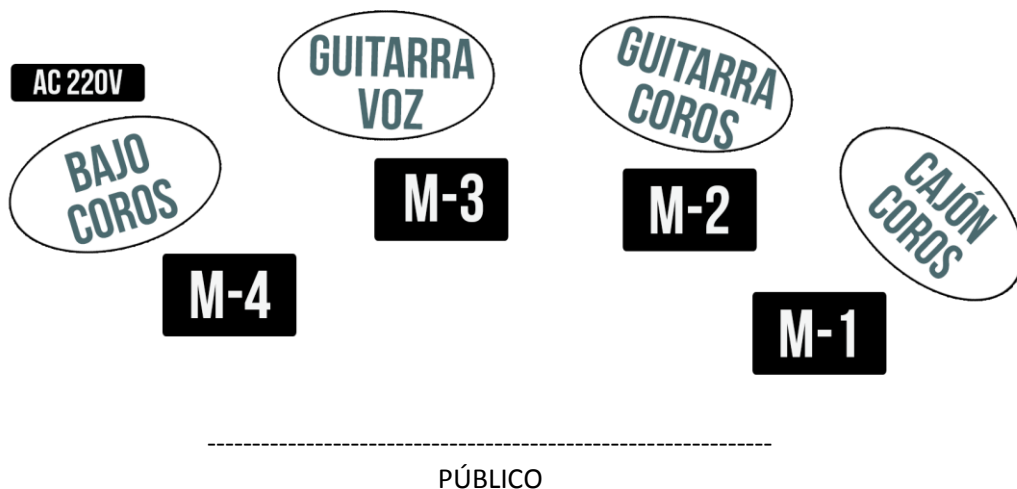 AC 220V
GUITARRA
VOZ
GUITARRA
COROS
BAJO
COROS
CAJÓN
COROS
M-3
M-2
M-4
M-1
PÚBLICO